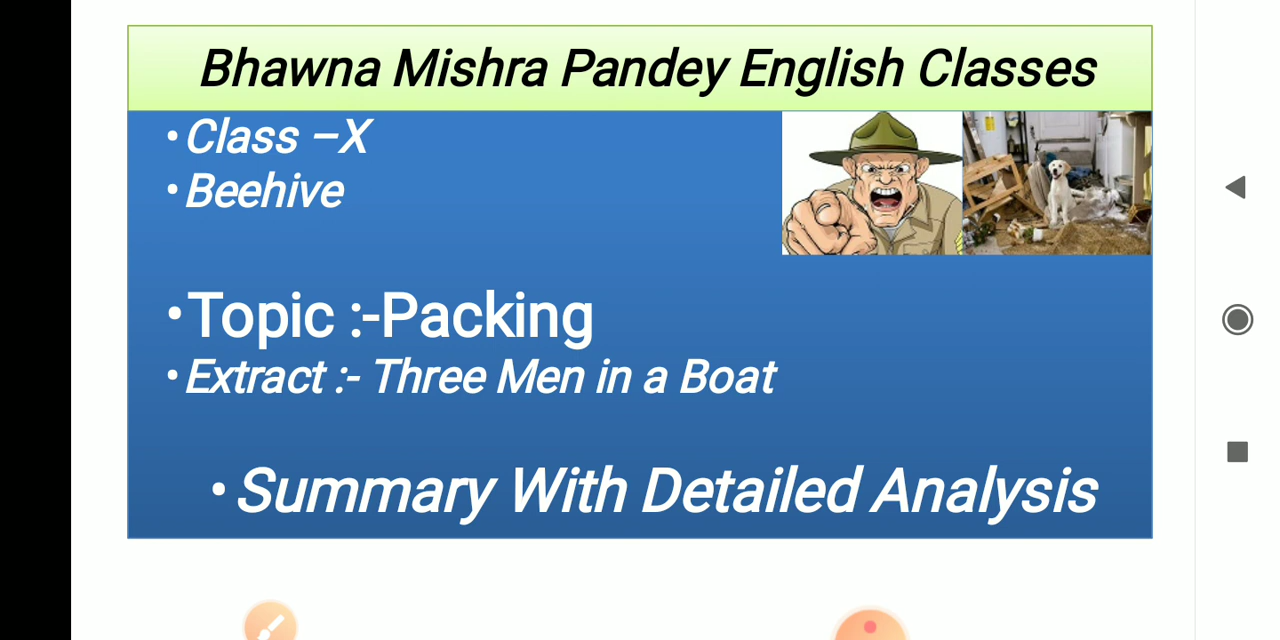 Bhawna Mishra Pandey English Classes
•Class –X
•Beehive
•Topic :-Packing
•Extract :- Three Men in a Boat
•Summary With Detailed Analysis